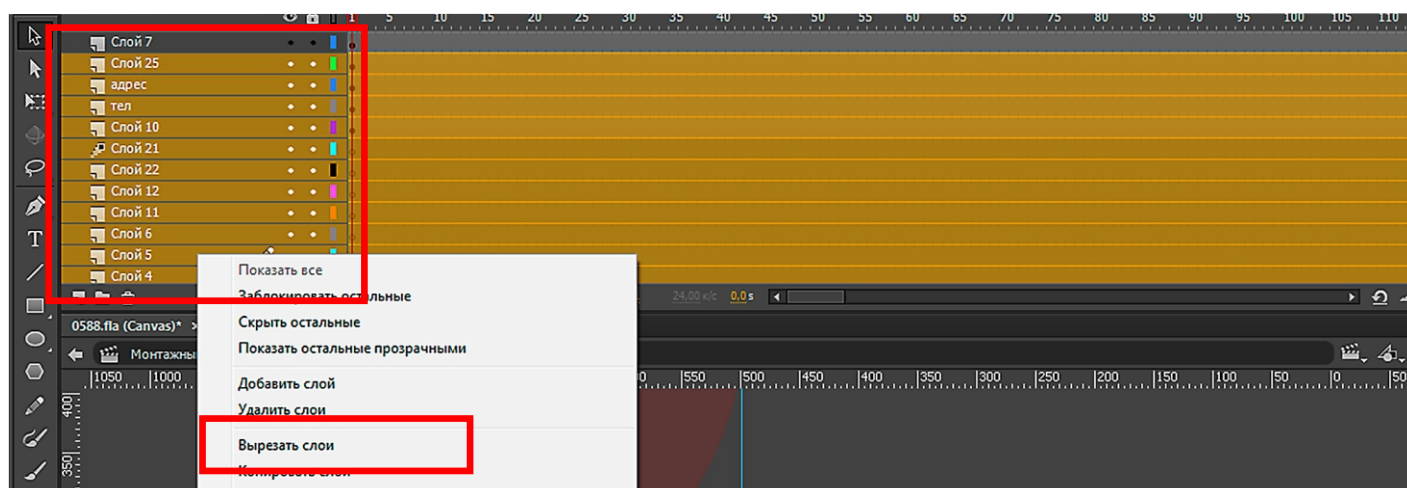 1 5 10 15 20 25 30 35 40 45 50 55 60 65 70 75 80 85 90 95 100 105 110
Слой 7
Слой 25
адрес
тел
Слой 10
Слой 21
Слой 22
Слой 12
Слой 11
Слой 6
Слой 5
Слой 4
Показать все
Заблокировать остальные
24,00 к/с 0,0 s
Скрыть остальные
0588.fla (Canvas)* ×
Показать остальные прозрачными
Монтажны
1050 1000 550 500 450 400 350 300 250 200 150 100 50 0 50
Добавить слой
400
Удалить слои
Вырезать слои
350
Копировать слои